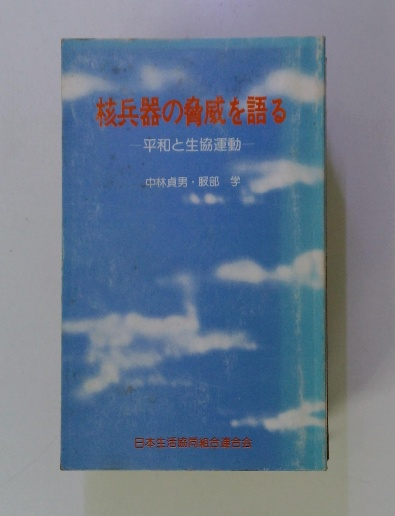 核兵器の脅威を語る
―平和と生協運動―
中林貞男・服部 学
日本生活協同組合連合会